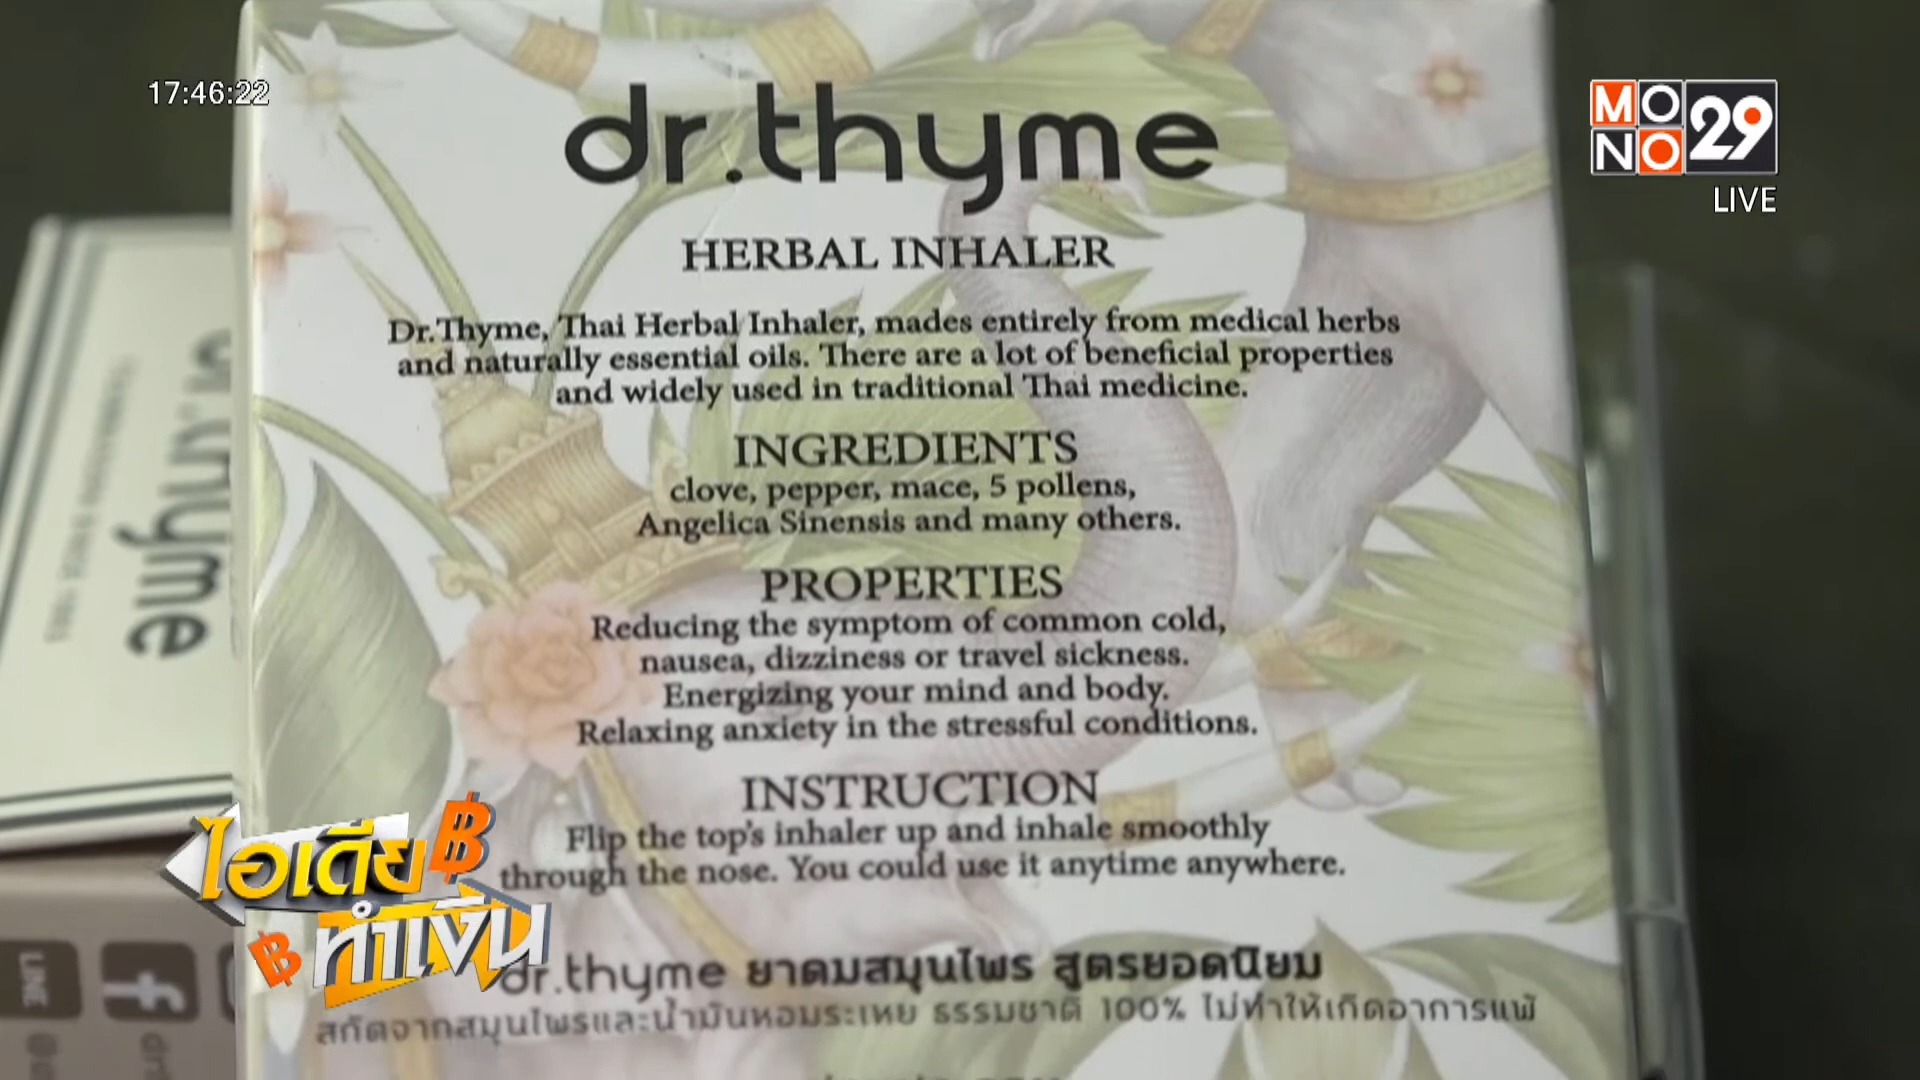 17:46:22
MONO 29
LIVE
dr.thyme
HERBAL INHALER
Dr.Thyme, Thai Herbal Inhaler, mades entirely from medical herbs
and naturally essential oils. There are a lot of beneficial properties
and widely used in traditional Thai medicine.
INGREDIENTS
clove, pepper, mace, 5 pollens,
Angelica Sinensis and many others.
PROPERTIES
Reducing the symptom of common cold,
nausea, dizziness or travel sickness.
Energizing your mind and body.
Relaxing anxiety in the stressful conditions.
INSTRUCTION
Flip the top's inhaler up and inhale smoothly
through the nose. You could use it anytime anywhere.
dr.thyme ยาดมสมุนไพร สูตรยอดนิยม
สกัดจากสมุนไพรและน้ำมันหอมระเหย ธรรมชาติ 100% ไม่ทำให้เกิดอาการแพ้
ไอเดีย ฿
฿ ทำเงิน
dr.thyme
LINE
f